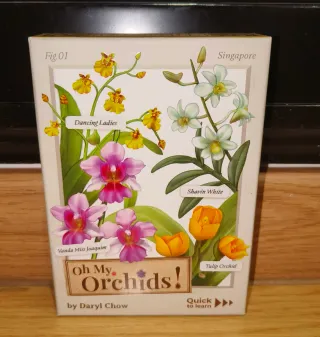 Fig.01
Singapore
Dancing Ladies
Sharin White
Vanda Miss Joaquim
Tulip Orchid
Oh My
Orchids!
by Daryl Chow
Quick
to learn